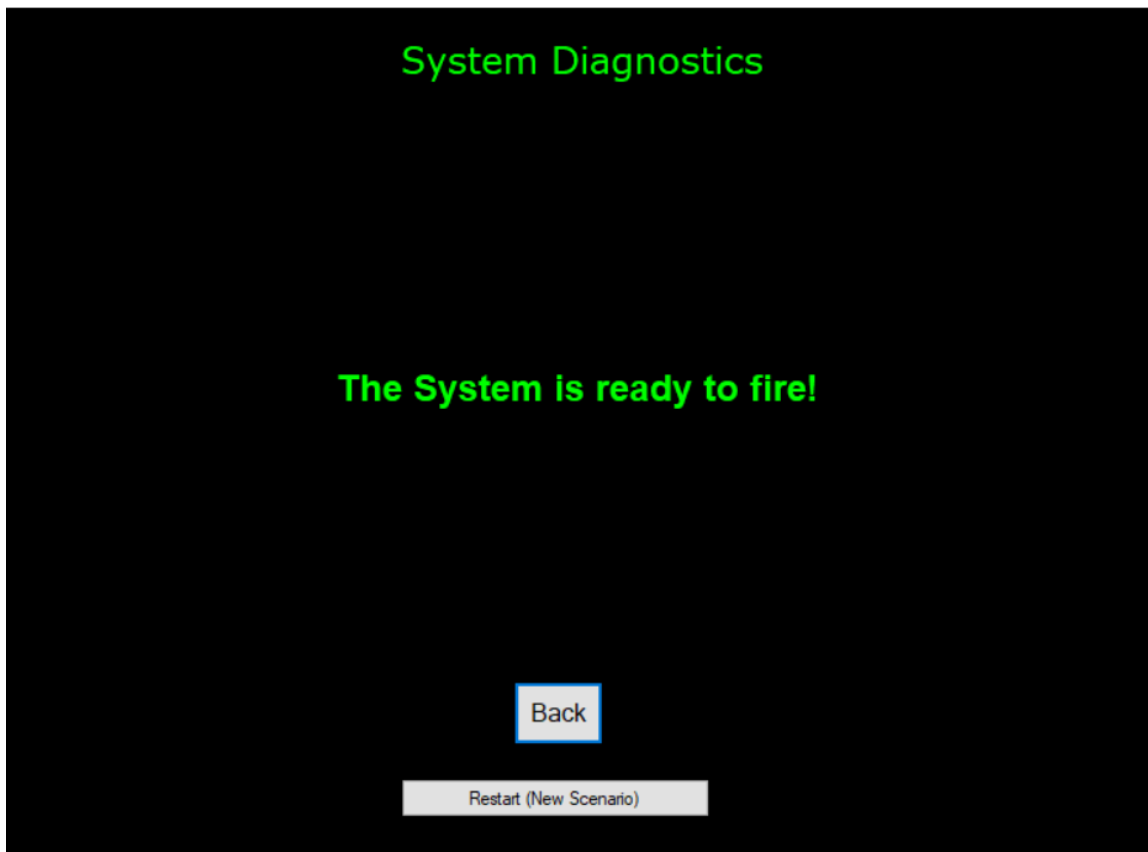 System Diagnostics
The System is ready to fire!
Back
Restart (New Scenario)